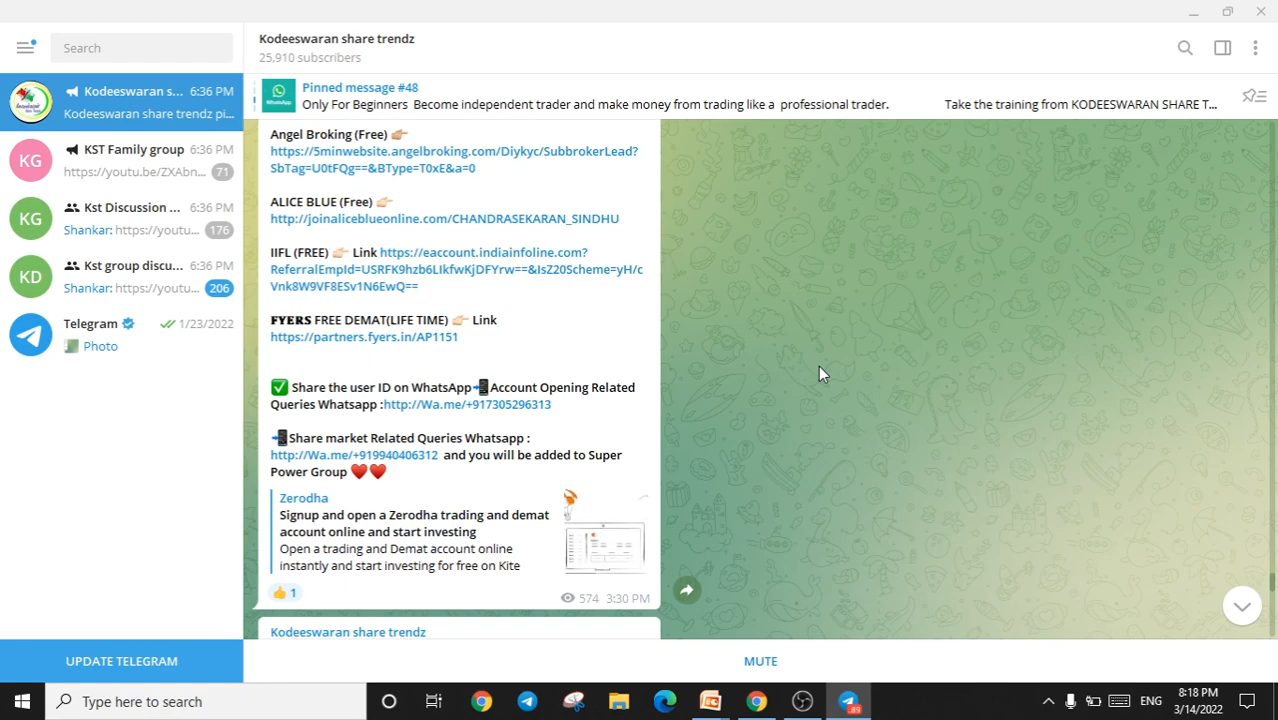 Kodeeswaran share trendz
25,910 subscribers
Search
Pinned message #48
Only For Beginners Become independent trader and make money from trading like a professional trader. Take the training from KODEESWARAN SHARE T...
Kodeeswaran s... 6:36 PM
Kodeeswaran share trendz pi...
KG
KST Family group 6:36 PM
https://youtu.be/ZXAbn... 71
KG
Kst Discussion ... 6:36 PM
Shankar: https://youtu... 176
KD
Kst group discu... 6:36 PM
Shankar: https://youtu... 206
Telegram 1/23/2022
Photo
UPDATE TELEGRAM
Angel Broking (Free) 👉🏻
https://5minwebsite.angelbroking.com/Diykyc/SubbrokerLead?
SbTag=U0tFQg==&BType=T0xE&a=0
ALICE BLUE (Free) 👉🏻
http://joinaliceblueonline.com/CHANDRASEKARAN_SINDHU
IIFL (FREE) 👉🏻 Link https://eaccount.indiainfoline.com?
ReferralEmpId=USRFK9hzb6LIkfwKjDFYrw==&IsZ20Scheme=yH/c
Vnk8W9VF8ESv1N6EwQ==
𝐅𝐘𝐄𝐑𝐒 FREE DEMAT(LIFE TIME) 👉🏻 Link
https://partners.fyers.in/AP1151
✅ Share the user ID on WhatsApp📲Account Opening Related
Queries Whatsapp :http://Wa.me/+917305296313
📲Share market Related Queries Whatsapp :
http://Wa.me/+919940406312 and you will be added to Super
Power Group ♥️♥️
Zerodha
Signup and open a Zerodha trading and demat
account online and start investing
Open a trading and Demat account online
instantly and start investing for free on Kite
👍 1
574 3:30 PM
Kodeeswaran share trendz
MUTE
Type here to search
89
ENG
8:18 PM
3/14/2022